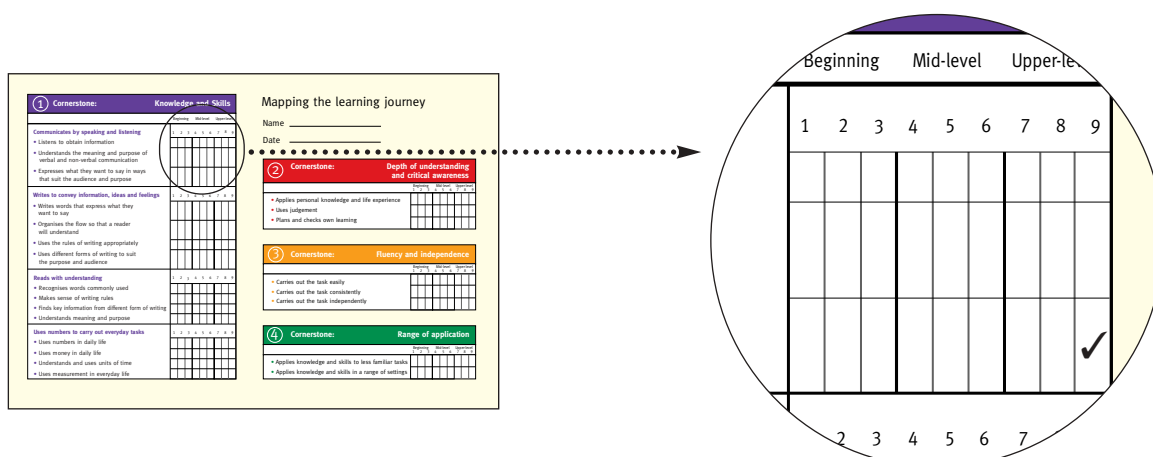 ① Cornerstone: Knowledge and Skills
Beginning Mid-level Upper-level
Communicates by speaking and listening 1 2 3 4 5 6 7 8 9
• Listens to obtain information
• Understands the meaning and purpose of
verbal and non-verbal communication
• Expresses what they want to say in ways
that suit the audience and purpose
Writes to convey information, ideas and feelings 1 2 3 4 5 6 7 8 9
• Writes words that express what they
want to say
• Organises the flow so that a reader
will understand
• Uses the rules of writing appropriately
• Uses different forms of writing to suit
the purpose and audience
Reads with understanding 1 2 3 4 5 6 7 8 9
• Recognises words commonly used
• Makes sense of writing rules
• Finds key information from different form of writing
• Understands meaning and purpose
Uses numbers to carry out everyday tasks 1 2 3 4 5 6 7 8 9
• Uses numbers in daily life
• Uses money in daily life
• Understands and uses units of time
• Uses measurement in everyday life
Mapping the learning journey
Name
Date
② Cornerstone: Depth of understanding
and critical awareness
Beginning Mid level Upper level
1 2 3 4 5 6 7 8 9
• Applies personal knowledge and life experience
• Uses judgement
• Plans and checks own learning
③ Cornerstone: Fluency and independence
Beginning Mid level Upper level
1 2 3 4 5 6 7 8 9
• Carries out the task easily
• Carries out the task consistently
• Carries out the task independently
④ Cornerstone: Range of application
Beginning Mid level Upper level
1 2 3 4 5 6 7 8 9
• Applies knowledge and skills to less familiar tasks
• Applies knowledge and skills in a range of settings
Beginning Mid-level Upper-le
1 2 3 4 5 6 7 8 9
✓
2 3 4 5 6 7